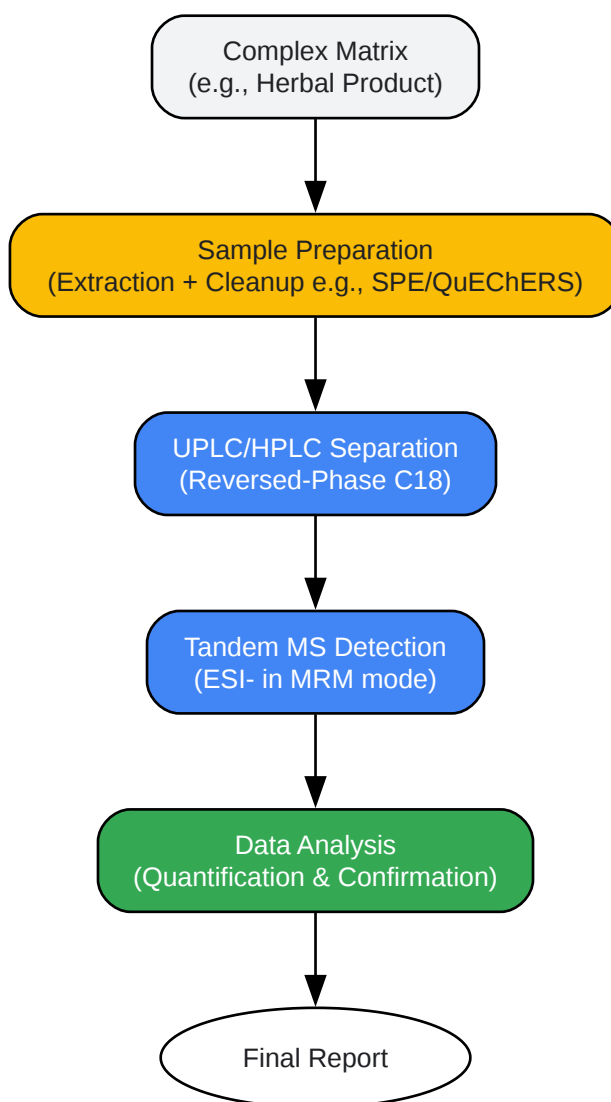 Complex Matrix
(e.g., Herbal Product)
Sample Preparation
(Extraction + Cleanup e.g., SPE/QuEChERS)
UPLC/HPLC Separation
(Reversed-Phase C18)
Tandem MS Detection
(ESI- in MRM mode)
Data Analysis
(Quantification & Confirmation)
Final Report